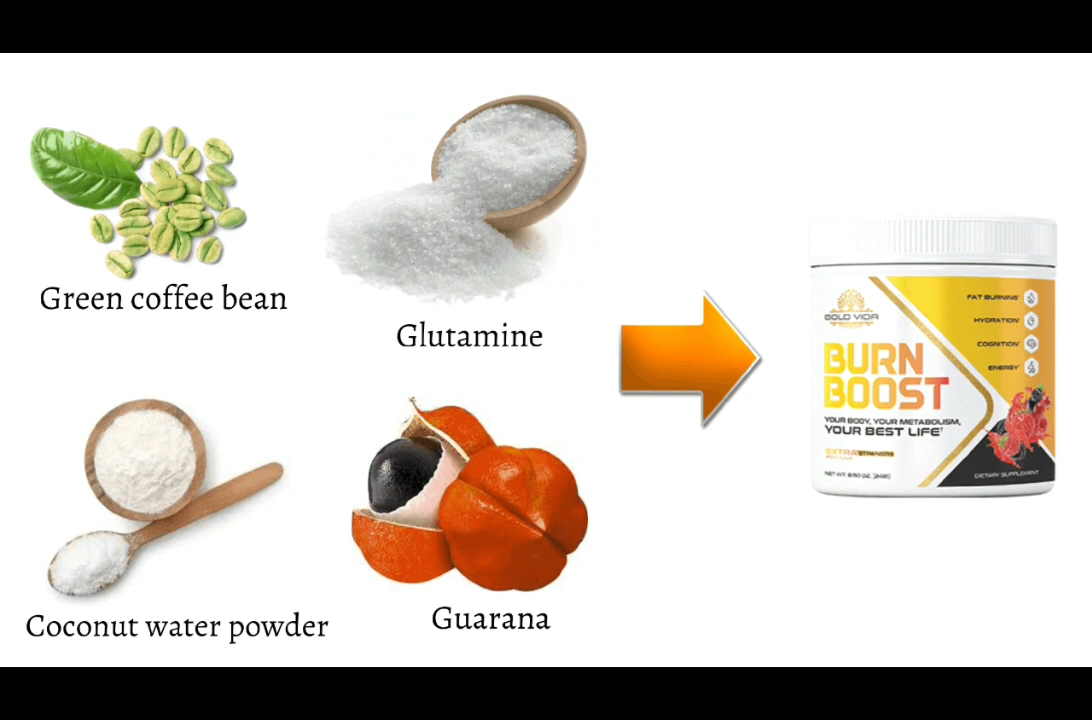 Green coffee bean
Glutamine
Coconut water powder
Guarana
GOLD VIDA
BURN
BOOST
YOUR BODY, YOUR METABOLISM,
YOUR BEST LIFE†
EXTRA STRENGTH
FAT BURNING
HYDRATION
COGNITION
ENERGY
DIETARY SUPPLEMENT